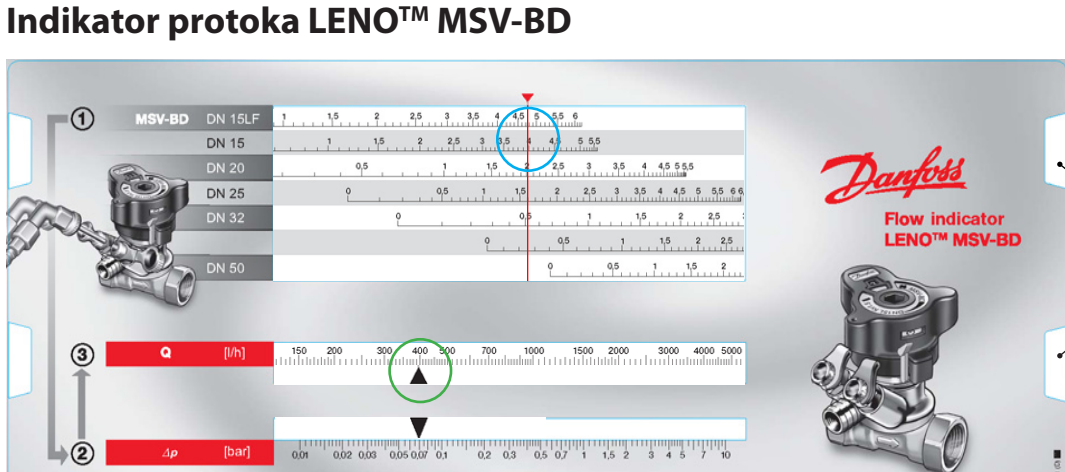 Indikator protoka LENO™ MSV-BD
1 MSV-BD DN 15LF 1 1,5 2 2,5 3 3,5 4 4,5 5 5,5 6
DN 15 1 1,5 2 2,5 3 3,5 4 4,5 5 5,5
DN 20 0,5 1 1,5 2 2,5 3 3,5 4 4,5 5 5,5
DN 25 0 0,5 1 1,5 2 2,5 3 3,5 4 4,5 5 5,5 6
DN 32 0 0,5 1 1,5 2 2,5
0 0,5 1 1,5 2 2,5
DN 50 0 0,5 1 1,5 2
Danfoss
Flow indicator
LENO™ MSV-BD
3 Q [l/h] 150 200 300 400 500 700 1000 1500 2000 3000 4000 5000
2 Δp [bar] 0,01 0,02 0,03 0,05 0,07 0,1 0,2 0,3 0,5 0,7 1 1,5 2 3 4 5 7 10
Danfoss